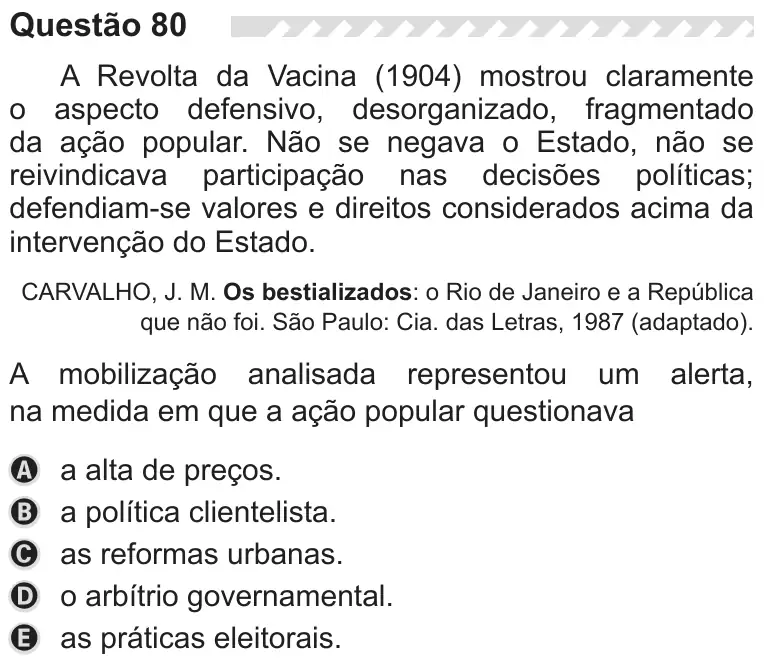 Questão 80
A Revolta da Vacina (1904) mostrou claramente
o aspecto defensivo, desorganizado, fragmentado
da ação popular. Não se negava o Estado, não se
reivindicava participação nas decisões políticas;
defendiam-se valores e direitos considerados acima da
intervenção do Estado.
CARVALHO, J. M. Os bestializados: o Rio de Janeiro e a República
que não foi. São Paulo: Cia. das Letras, 1987 (adaptado).
A mobilização analisada representou um alerta,
na medida em que a ação popular questionava
A a alta de preços.
B a política clientelista.
C as reformas urbanas.
D o arbítrio governamental.
E as práticas eleitorais.